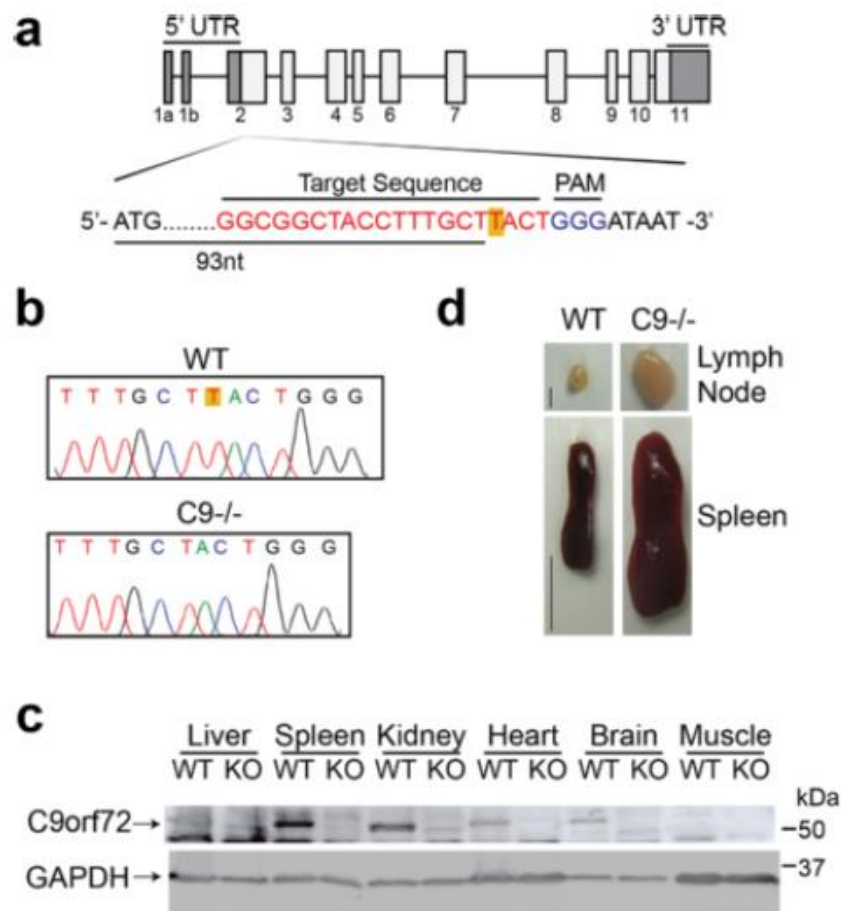 a
5' UTR
3' UTR
1a 1b 2 3 4 5 6 7 8 9 10 11
Target Sequence PAM
5'- ATG........GGCGGCTACCTTTGCTTACTGGGATAAT -3'
93nt
b
WT
T T T G C T T A C T G G G
C9-/-
T T T G C T A C T G G G
d
WT C9-/-
Lymph
Node
Spleen
c
Liver Spleen Kidney Heart Brain Muscle
WT KO WT KO WT KO WT KO WT KO WT KO
kDa
C9orf72→
−50
−37
GAPDH→